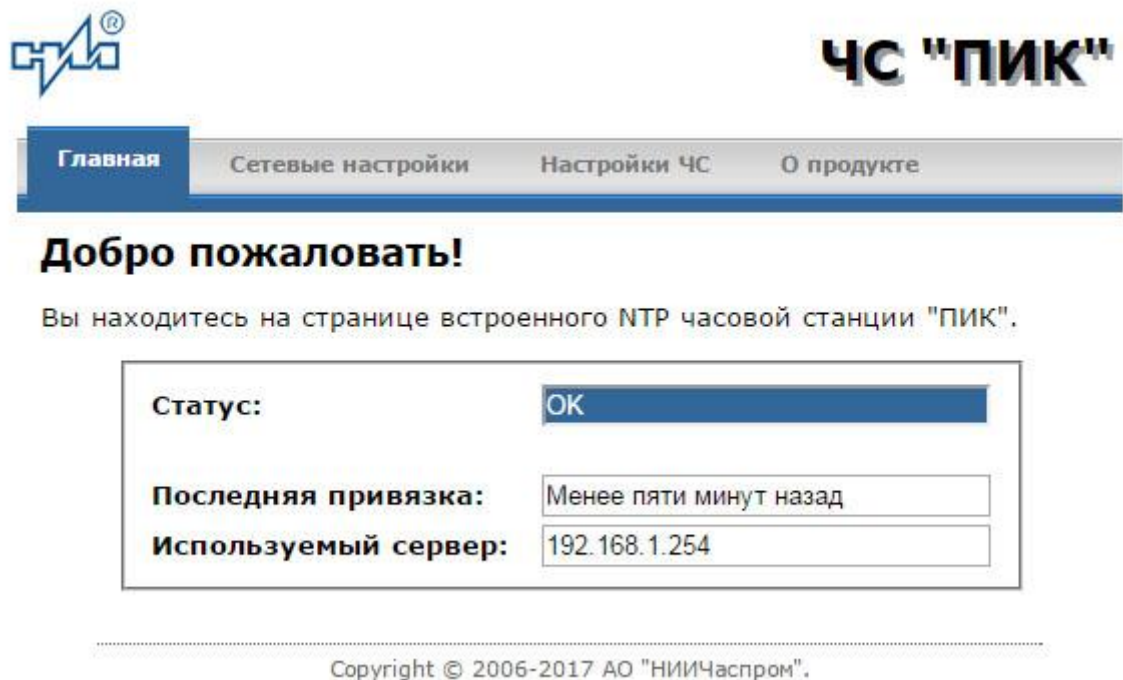 ®
ЧС "ПИК"
Главная Сетевые настройки Настройки ЧС О продукте
Добро пожаловать!
Вы находитесь на странице встроенного NTP часовой станции "ПИК".
Статус: OK
Последняя привязка: Менее пяти минут назад
Используемый сервер: 192.168.1.254
Copyright © 2006-2017 АО "НИИЧаспром".